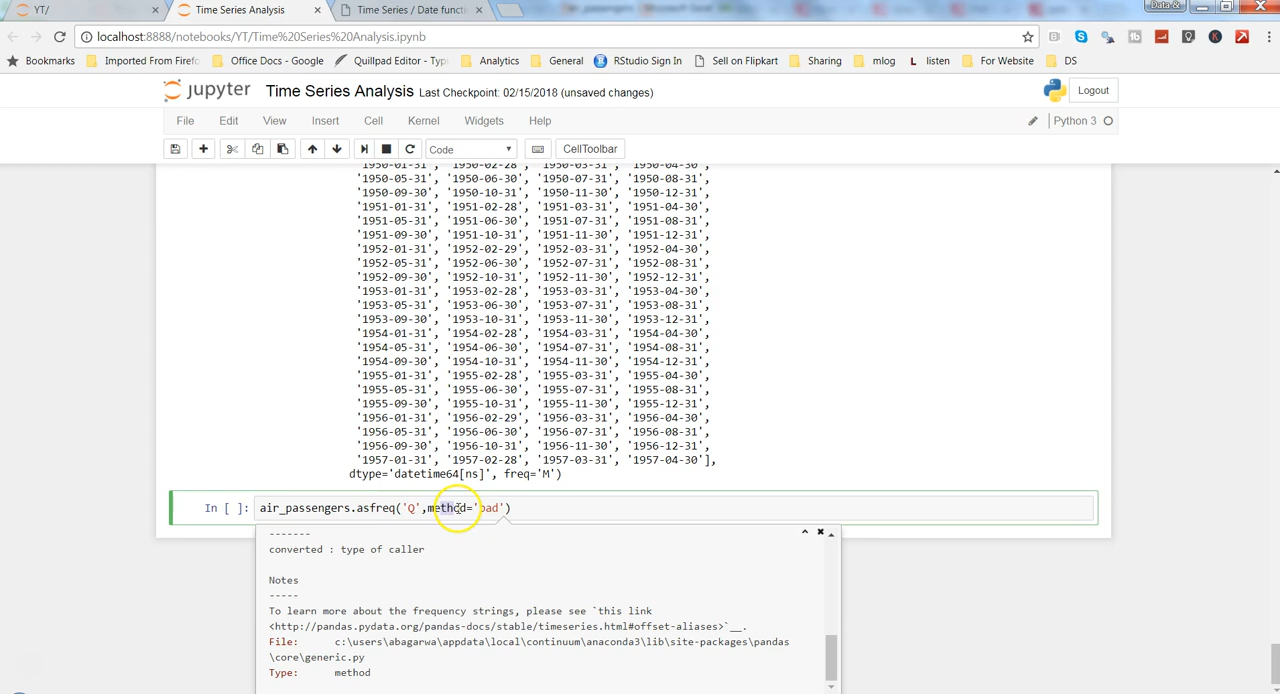 YT/
Time Series Analysis
Time Series / Date functi
Data &
localhost:8888/notebooks/YT/Time%20Series%20Analysis.ipynb
Bookmarks Imported From Firefo Office Docs - Google Quillpad Editor - Typ Analytics General RStudio Sign In Sell on Flipkart Sharing mlog L listen For Website DS
jupyter Time Series Analysis Last Checkpoint: 02/15/2018 (unsaved changes) Logout
File Edit View Insert Cell Kernel Widgets Help Python 3
Code CellToolbar
'1950-01-31', '1950-02-28', '1950-03-31', '1950-04-30',
'1950-05-31', '1950-06-30', '1950-07-31', '1950-08-31',
'1950-09-30', '1950-10-31', '1950-11-30', '1950-12-31',
'1951-01-31', '1951-02-28', '1951-03-31', '1951-04-30',
'1951-05-31', '1951-06-30', '1951-07-31', '1951-08-31',
'1951-09-30', '1951-10-31', '1951-11-30', '1951-12-31',
'1952-01-31', '1952-02-29', '1952-03-31', '1952-04-30',
'1952-05-31', '1952-06-30', '1952-07-31', '1952-08-31',
'1952-09-30', '1952-10-31', '1952-11-30', '1952-12-31',
'1953-01-31', '1953-02-28', '1953-03-31', '1953-04-30',
'1953-05-31', '1953-06-30', '1953-07-31', '1953-08-31',
'1953-09-30', '1953-10-31', '1953-11-30', '1953-12-31',
'1954-01-31', '1954-02-28', '1954-03-31', '1954-04-30',
'1954-05-31', '1954-06-30', '1954-07-31', '1954-08-31',
'1954-09-30', '1954-10-31', '1954-11-30', '1954-12-31',
'1955-01-31', '1955-02-28', '1955-03-31', '1955-04-30',
'1955-05-31', '1955-06-30', '1955-07-31', '1955-08-31',
'1955-09-30', '1955-10-31', '1955-11-30', '1955-12-31',
'1956-01-31', '1956-02-29', '1956-03-31', '1956-04-30',
'1956-05-31', '1956-06-30', '1956-07-31', '1956-08-31',
'1956-09-30', '1956-10-31', '1956-11-30', '1956-12-31',
'1957-01-31', '1957-02-28', '1957-03-31', '1957-04-30'],
dtype='datetime64[ns]', freq='M')
In [ ]: air_passengers.asfreq('Q',method='pad')
-------
converted : type of caller
Notes
-----
To learn more about the frequency strings, please see `this link
<http://pandas.pydata.org/pandas-docs/stable/timeseries.html#offset-aliases>`__.
File: c:\users\abagarwa\appdata\local\continuum\anaconda3\lib\site-packages\pandas
\core\generic.py
Type: method